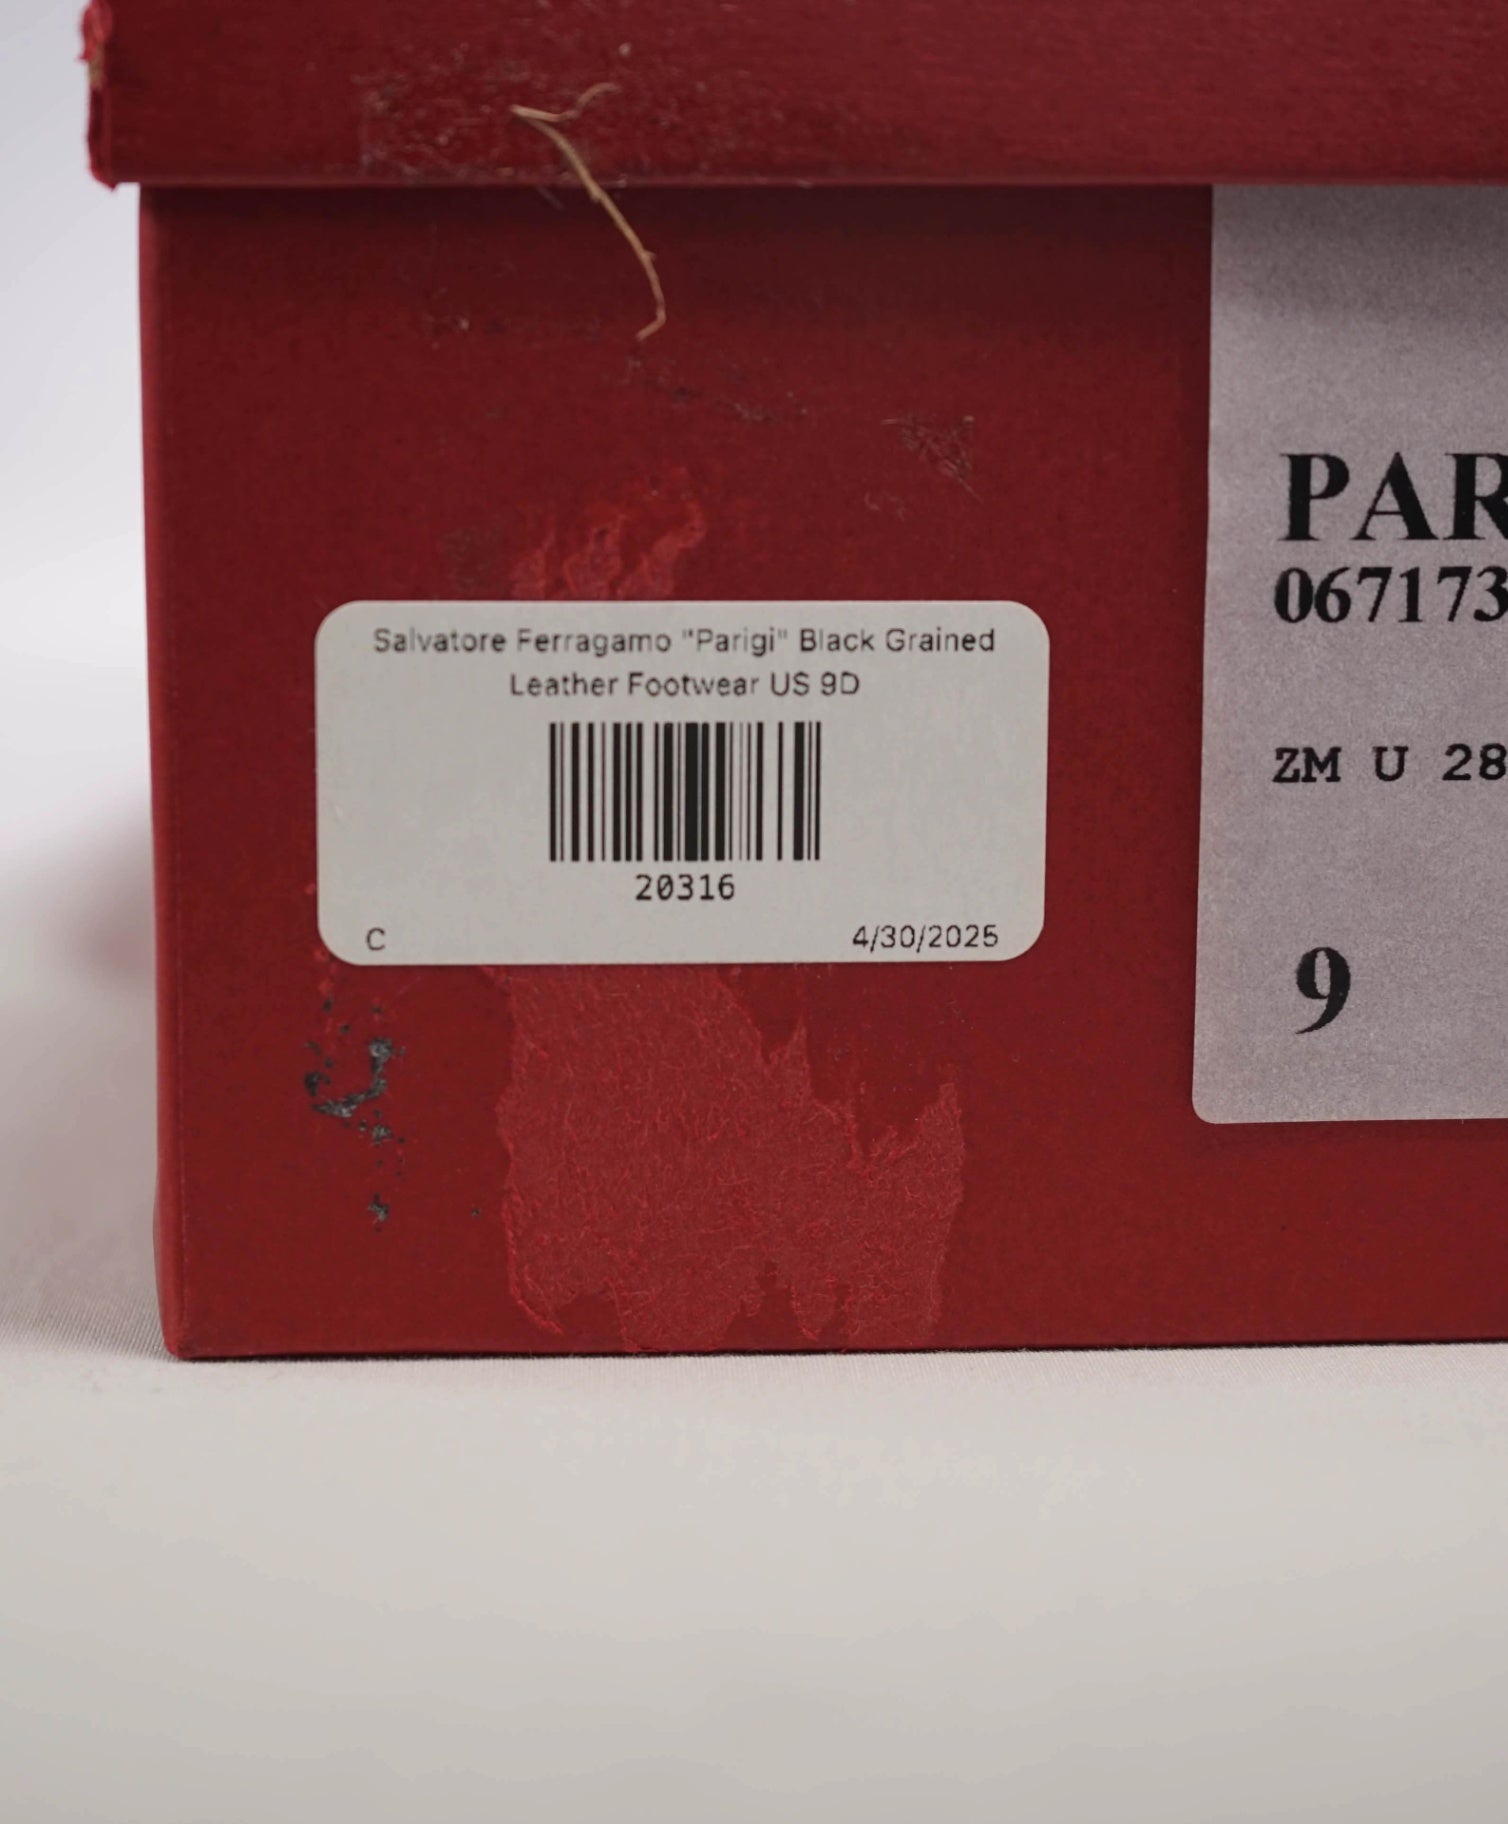 Salvatore Ferragamo "Parigi" Black Grained
Leather Footwear US 9D
20316
C 4/30/2025
PAR
067173
ZM U 28
9